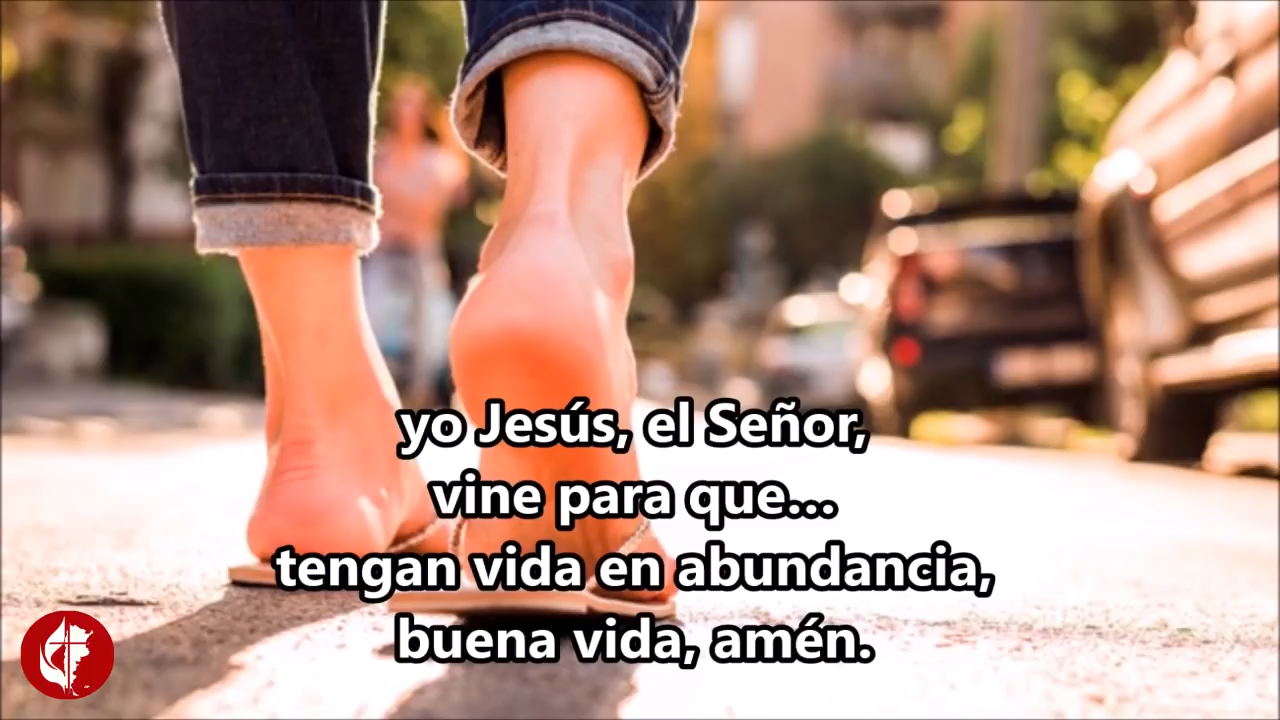 yo Jesús, el Señor,
vine para que...
tengan vida en abundancia,
buena vida, amén.